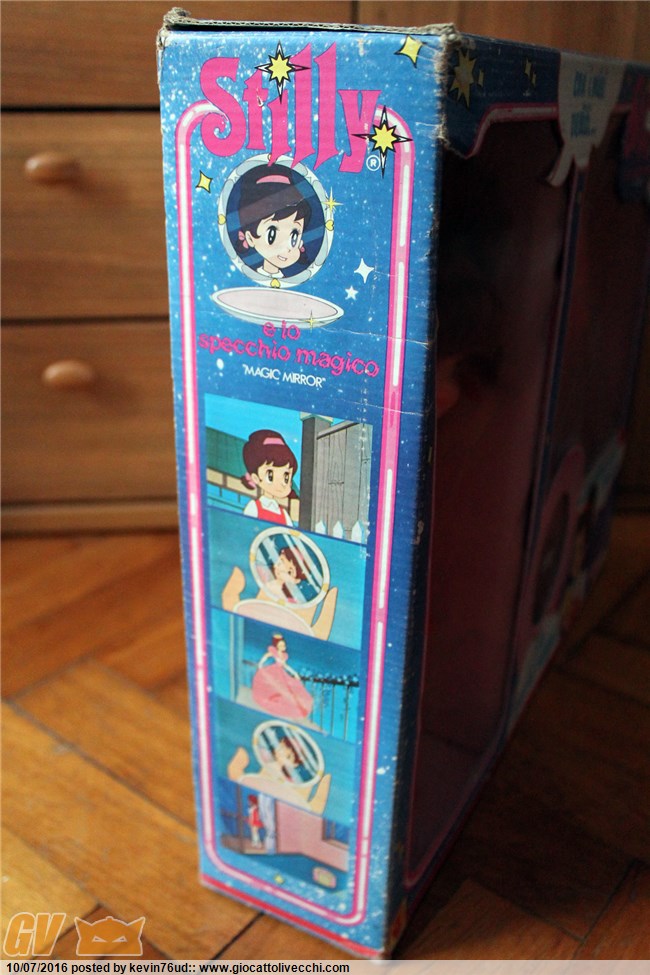 Stilly®
e lo
specchio magico
"MAGIC MIRROR"
GV
10/07/2016 posted by kevin76ud:: www.giocattolivecchi.com